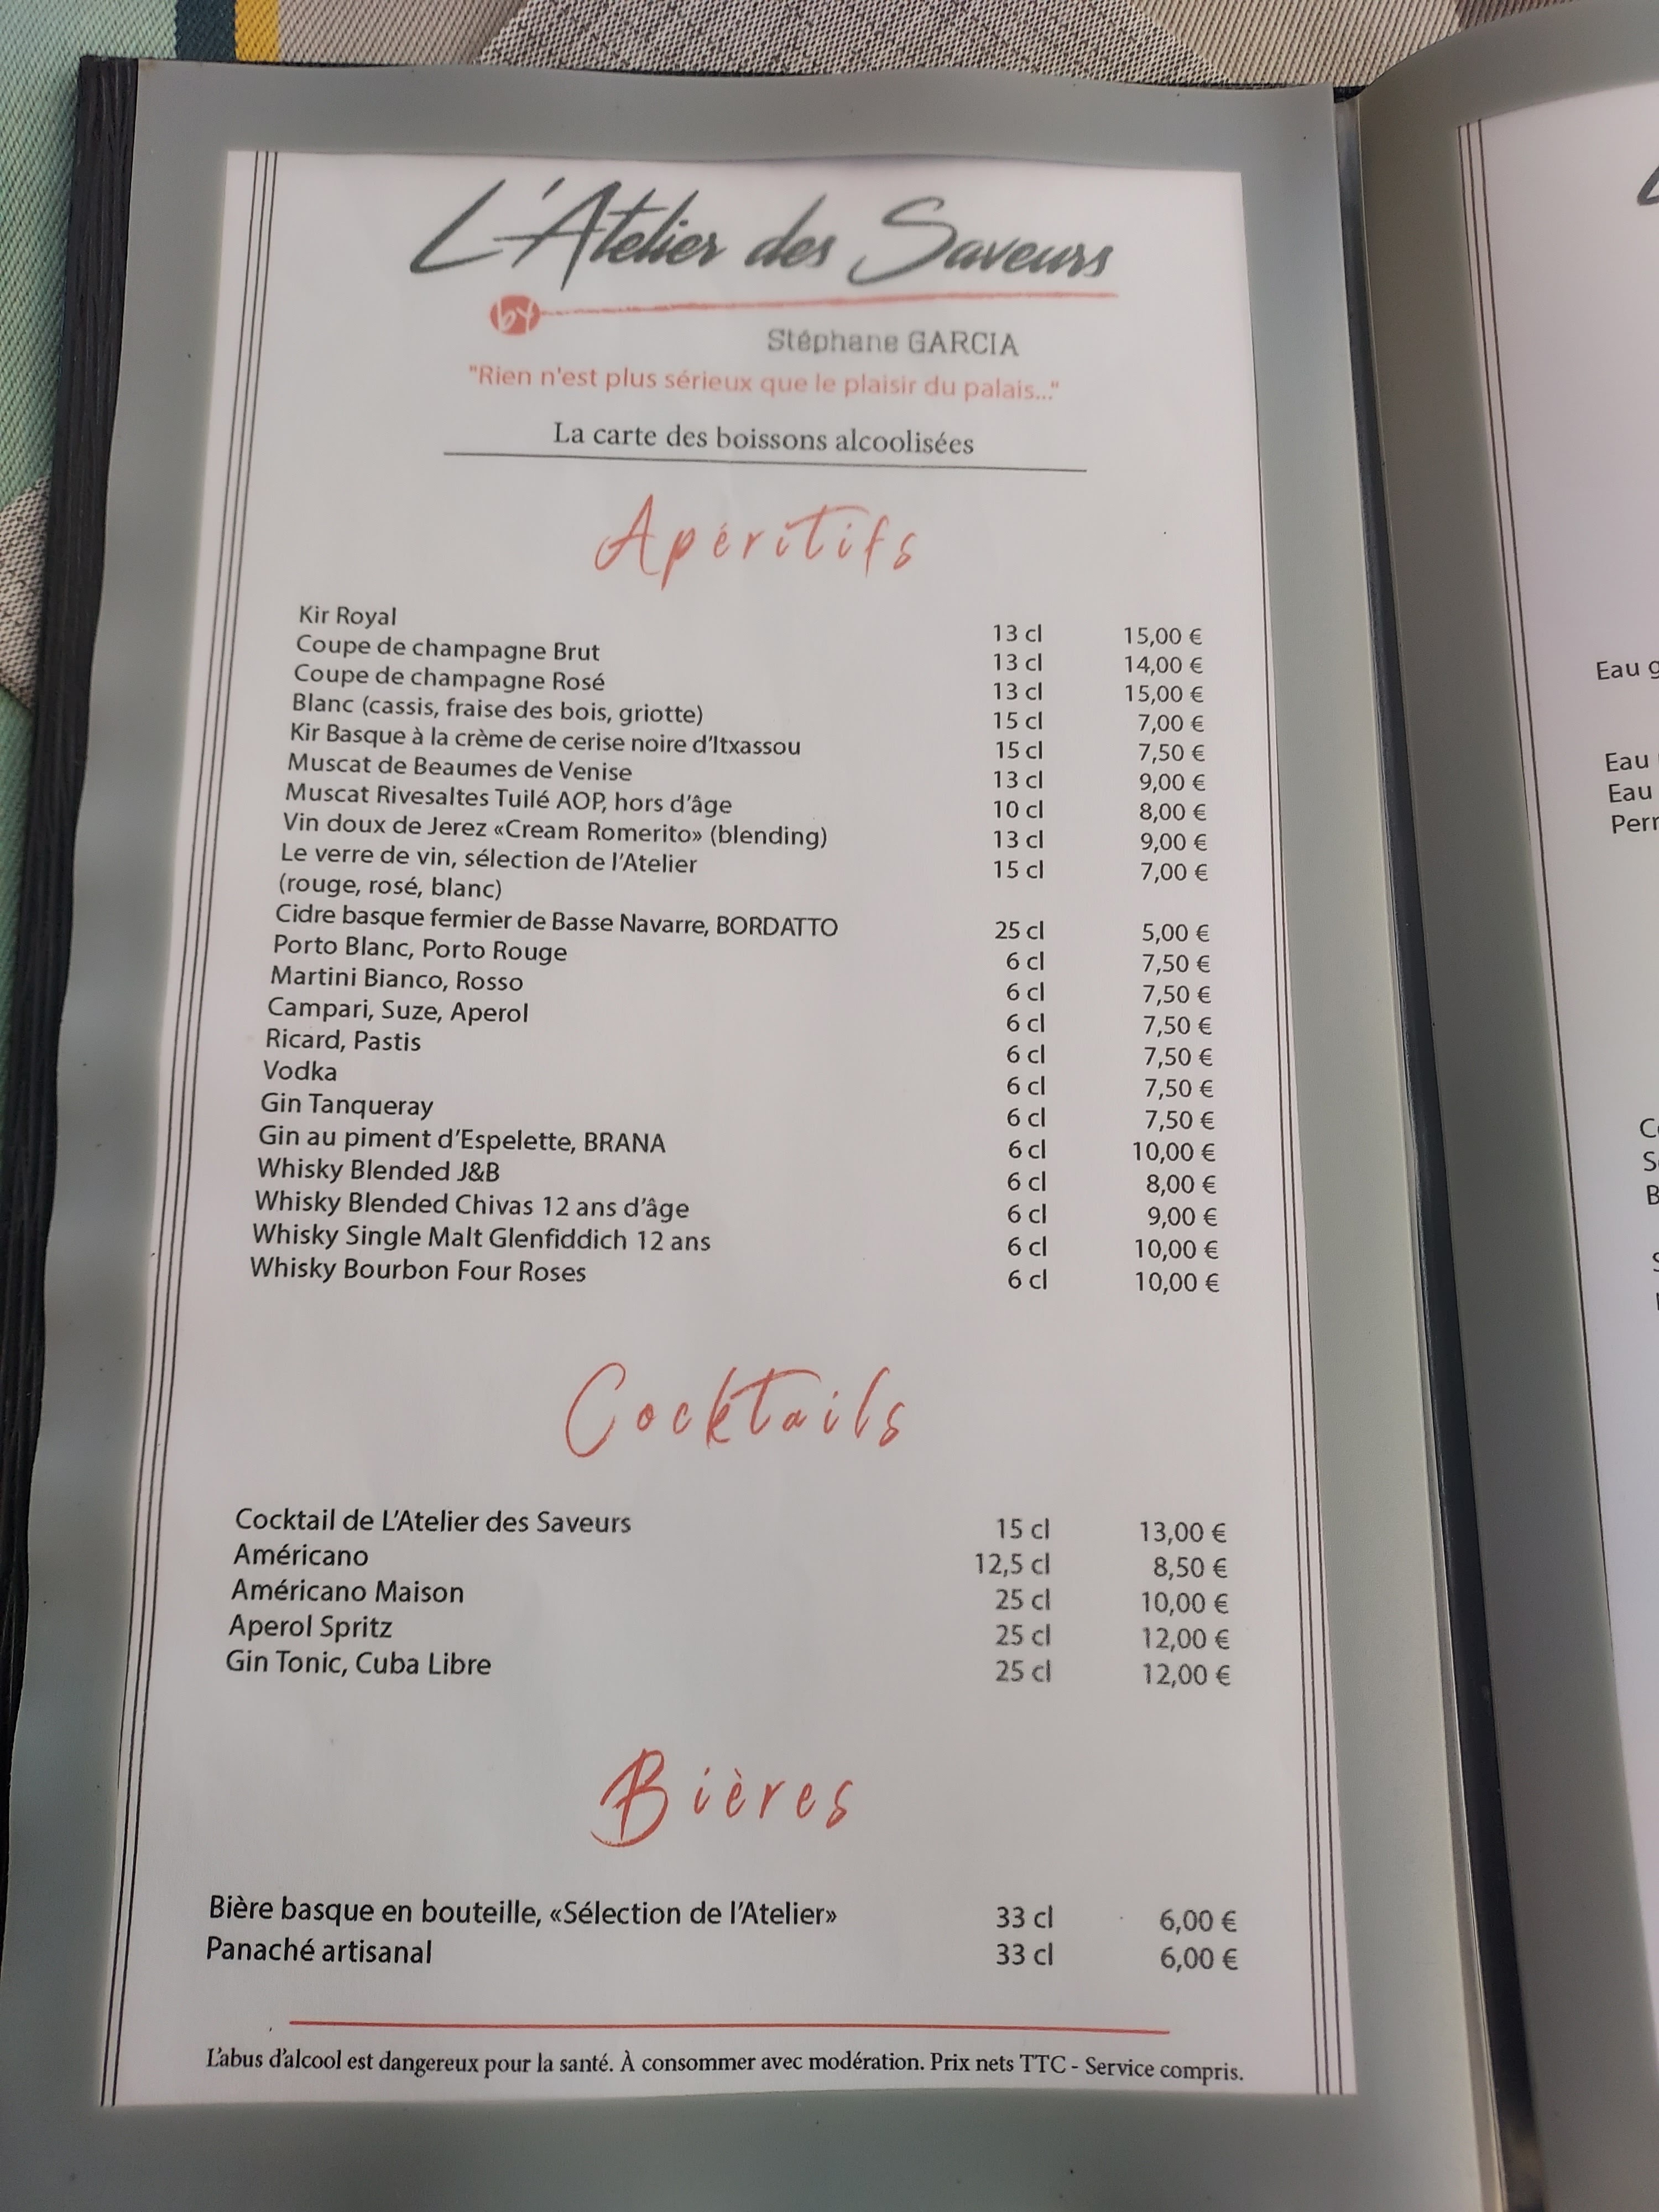 L'Atelier des Saveurs
by
Stéphane GARCIA
"Rien n'est plus sérieux que le plaisir du palais..."
La carte des boissons alcoolisées
Apéritifs
Kir Royal 13 cl 15,00 €
Coupe de champagne Brut 13 cl 14,00 €
Coupe de champagne Rosé 13 cl 15,00 €
Blanc (cassis, fraise des bois, griotte) 15 cl 7,00 €
Kir Basque à la crème de cerise noire d'Itxassou 15 cl 7,50 €
Muscat de Beaumes de Venise 13 cl 9,00 €
Muscat Rivesaltes Tuilé AOP, hors d'âge 10 cl 8,00 €
Vin doux de Jerez «Cream Romerito» (blending) 13 cl 9,00 €
Le verre de vin, sélection de l'Atelier 15 cl 7,00 €
(rouge, rosé, blanc)
Cidre basque fermier de Basse Navarre, BORDATTO 25 cl 5,00 €
Porto Blanc, Porto Rouge 6 cl 7,50 €
Martini Bianco, Rosso 6 cl 7,50 €
Campari, Suze, Aperol 6 cl 7,50 €
Ricard, Pastis 6 cl 7,50 €
Vodka 6 cl 7,50 €
Gin Tanqueray 6 cl 7,50 €
Gin au piment d'Espelette, BRANA 6 cl 10,00 €
Whisky Blended J&B 6 cl 8,00 €
Whisky Blended Chivas 12 ans d'âge 6 cl 9,00 €
Whisky Single Malt Glenfiddich 12 ans 6 cl 10,00 €
Whisky Bourbon Four Roses 6 cl 10,00 €
Cocktails
Cocktail de L'Atelier des Saveurs 15 cl 13,00 €
Américano 12,5 cl 8,50 €
Américano Maison 25 cl 10,00 €
Aperol Spritz 25 cl 12,00 €
Gin Tonic, Cuba Libre 25 cl 12,00 €
Bières
Bière basque en bouteille, «Sélection de l'Atelier» 33 cl 6,00 €
Panaché artisanal 33 cl 6,00 €
L'abus d'alcool est dangereux pour la santé. À consommer avec modération. Prix nets TTC - Service compris.
Eau
Eau
Eau